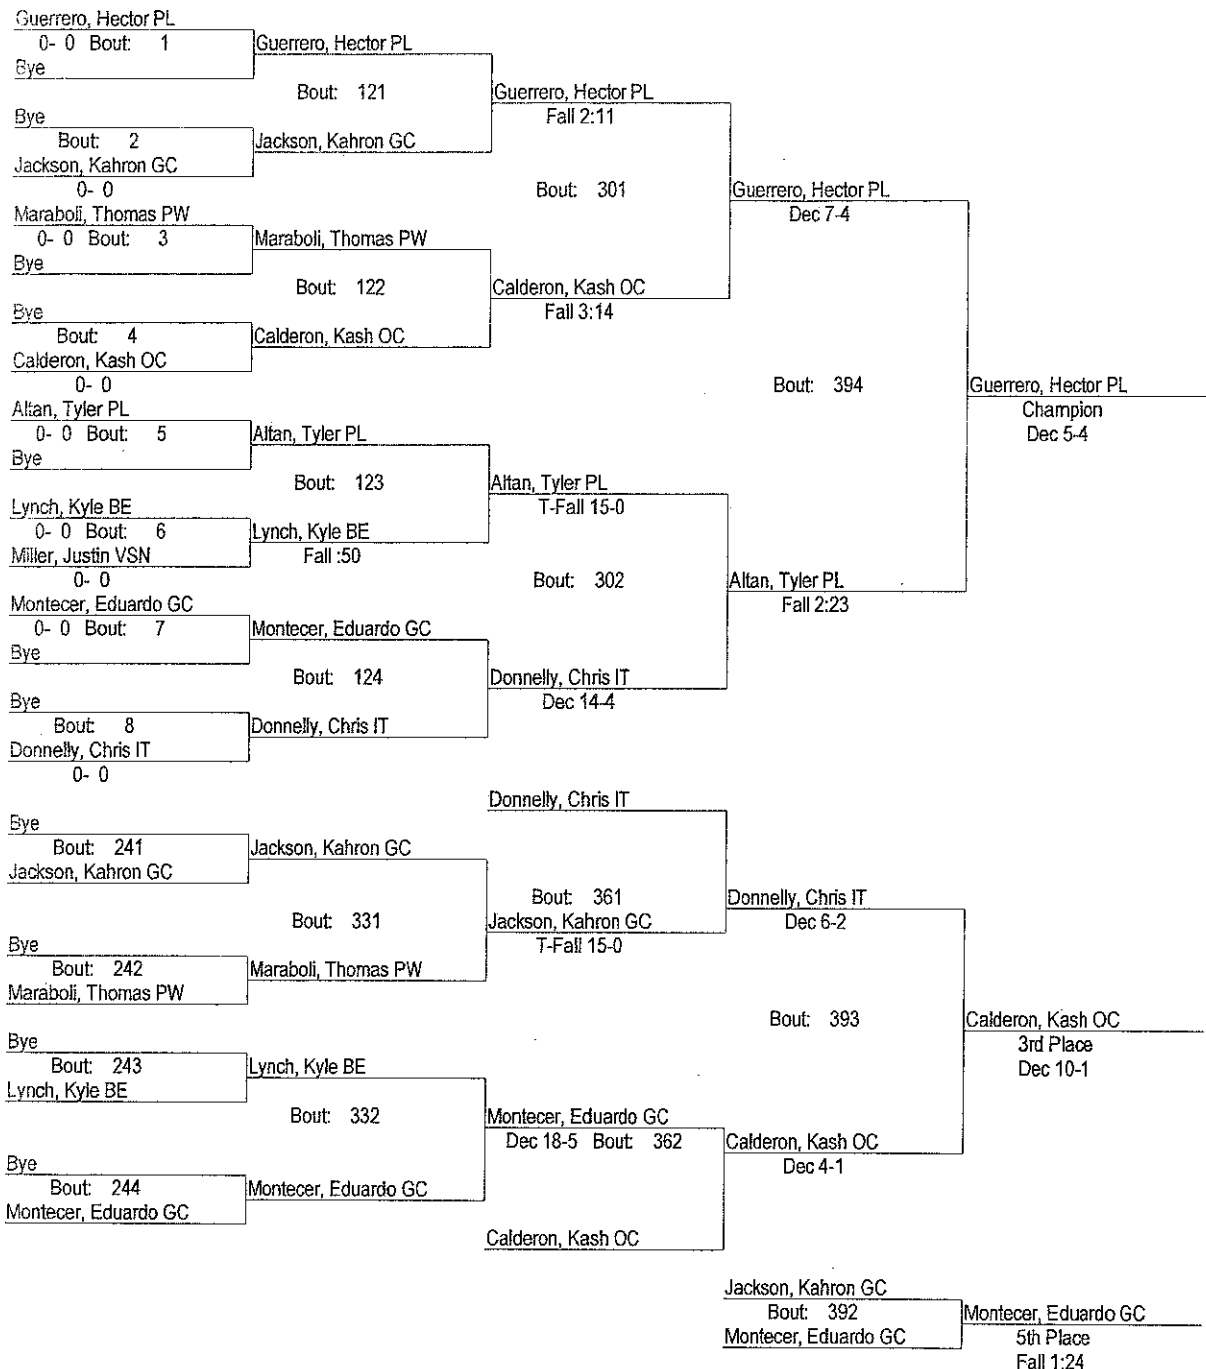 Guerrero, Hector PL
0- 0 Bout: 1
Bye
Guerrero, Hector PL
Bout: 121
Bye
Bout: 2
Jackson, Kahron GC
0- 0
Jackson, Kahron GC
Guerrero, Hector PL
Fall 2:11
Bout: 301
Maraboli, Thomas PW
0- 0 Bout: 3
Bye
Maraboli, Thomas PW
Bout: 122
Bye
Bout: 4
Calderon, Kash OC
0- 0
Calderon, Kash OC
Calderon, Kash OC
Fall 3:14
Guerrero, Hector PL
Dec 7-4
Bout: 394
Guerrero, Hector PL
Champion
Dec 5-4
Altan, Tyler PL
0- 0 Bout: 5
Bye
Altan, Tyler PL
Bout: 123
Lynch, Kyle BE
0- 0 Bout: 6
Miller, Justin VSN
0- 0
Lynch, Kyle BE
Fall :50
Altan, Tyler PL
T-Fall 15-0
Bout: 302
Altan, Tyler PL
Fall 2:23
Montecer, Eduardo GC
0- 0 Bout: 7
Bye
Montecer, Eduardo GC
Bout: 124
Bye
Bout: 8
Donnelly, Chris IT
0- 0
Donnelly, Chris IT
Donnelly, Chris IT
Dec 14-4
Donnelly, Chris IT
Bye
Bout: 241
Jackson, Kahron GC
Jackson, Kahron GC
Bout: 331
Bye
Bout: 242
Maraboli, Thomas PW
Maraboli, Thomas PW
Bout: 361
Jackson, Kahron GC
T-Fall 15-0
Donnelly, Chris IT
Dec 6-2
Bout: 393
Calderon, Kash OC
3rd Place
Dec 10-1
Bye
Bout: 243
Lynch, Kyle BE
Lynch, Kyle BE
Bout: 332
Bye
Bout: 244
Montecer, Eduardo GC
Montecer, Eduardo GC
Montecer, Eduardo GC
Dec 18-5 Bout: 362
Calderon, Kash OC
Dec 4-1
Calderon, Kash OC
Jackson, Kahron GC
Bout: 392
Montecer, Eduardo GC
Montecer, Eduardo GC
5th Place
Fall 1:24